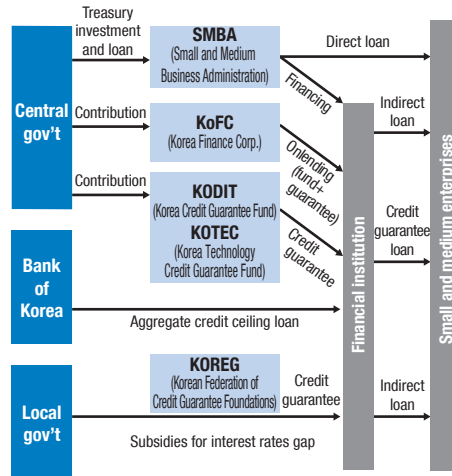 Treasury
investment
and loan
SMBA
(Small and Medium
Business Administration)
Direct loan
Financing
Central
gov't
Contribution
KoFC
(Korea Finance Corp.)
Onlending
(fund+
guarantee)
Indirect
loan
Contribution
KODIT
(Korea Credit Guarantee Fund)
KOTEC
(Korea Technology
Credit Guarantee Fund)
Credit
guarantee
Credit
guarantee
loan
Financial institution
Small and medium enterprises
Bank
of
Korea
Aggregate credit ceiling loan
Local
gov't
KOREG
(Korean Federation of
Credit Guarantee Foundations)
Credit
guarantee
Indirect
loan
Subsidies for interest rates gap